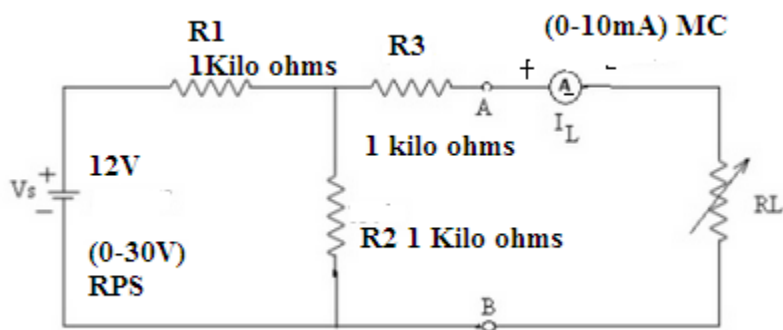 R1
1Kilo ohms
R3
(0-10mA) MC
+ -
A
A
I_L
1 kilo ohms
Vs + −
12V
(0-30V)
RPS
R2 1 Kilo ohms
RL
B